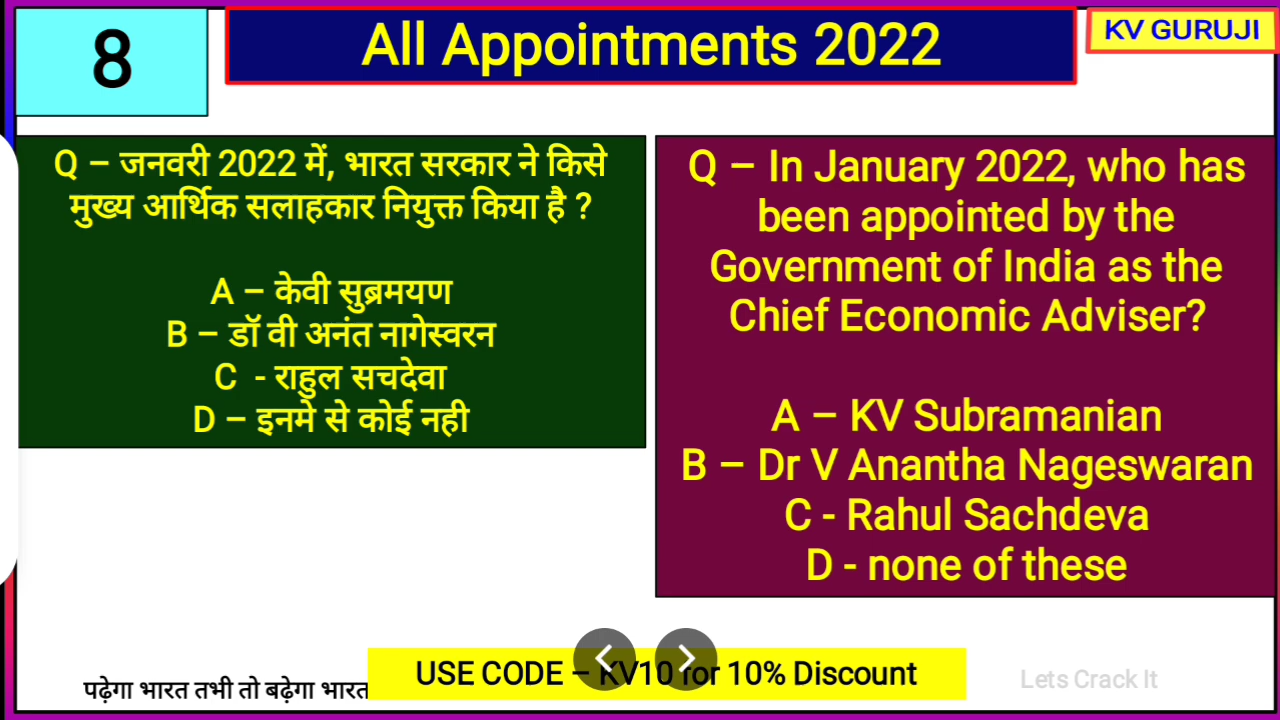 8
All Appointments 2022
KV GURUJI
Q – जनवरी 2022 में, भारत सरकार ने किसे
मुख्य आर्थिक सलाहकार नियुक्त किया है ?
A – केवी सुब्रमयण
B – डॉ वी अनंत नागेस्वरन
C - राहुल सचदेवा
D – इनमे से कोई नही
Q – In January 2022, who has
been appointed by the
Government of India as the
Chief Economic Adviser?
A – KV Subramanian
B – Dr V Anantha Nageswaran
C - Rahul Sachdeva
D - none of these
पढ़ेगा भारत तभी तो बढ़ेगा भारत
USE CODE – KV10 for 10% Discount
Lets Crack It